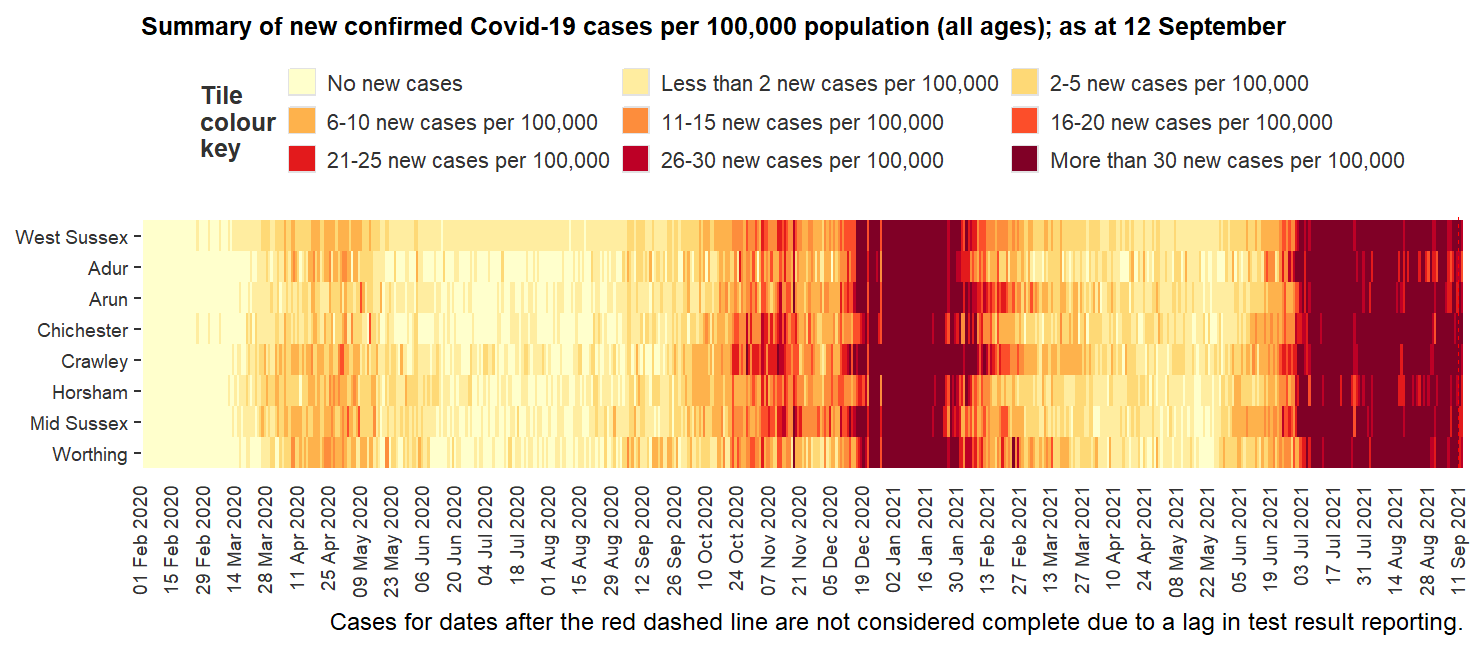 Summary of new confirmed Covid-19 cases per 100,000 population (all ages); as at 12 September
Tile
colour
key
No new cases
Less than 2 new cases per 100,000
2-5 new cases per 100,000
6-10 new cases per 100,000
11-15 new cases per 100,000
16-20 new cases per 100,000
21-25 new cases per 100,000
26-30 new cases per 100,000
More than 30 new cases per 100,000
West Sussex
Adur
Arun
Chichester
Crawley
Horsham
Mid Sussex
Worthing
01 Feb 2020
15 Feb 2020
29 Feb 2020
14 Mar 2020
28 Mar 2020
11 Apr 2020
25 Apr 2020
09 May 2020
23 May 2020
06 Jun 2020
20 Jun 2020
04 Jul 2020
18 Jul 2020
01 Aug 2020
15 Aug 2020
29 Aug 2020
12 Sep 2020
26 Sep 2020
10 Oct 2020
24 Oct 2020
07 Nov 2020
21 Nov 2020
05 Dec 2020
19 Dec 2020
02 Jan 2021
16 Jan 2021
30 Jan 2021
13 Feb 2021
27 Feb 2021
13 Mar 2021
27 Mar 2021
10 Apr 2021
24 Apr 2021
08 May 2021
22 May 2021
05 Jun 2021
19 Jun 2021
03 Jul 2021
17 Jul 2021
31 Jul 2021
14 Aug 2021
28 Aug 2021
11 Sep 2021
Cases for dates after the red dashed line are not considered complete due to a lag in test result reporting.